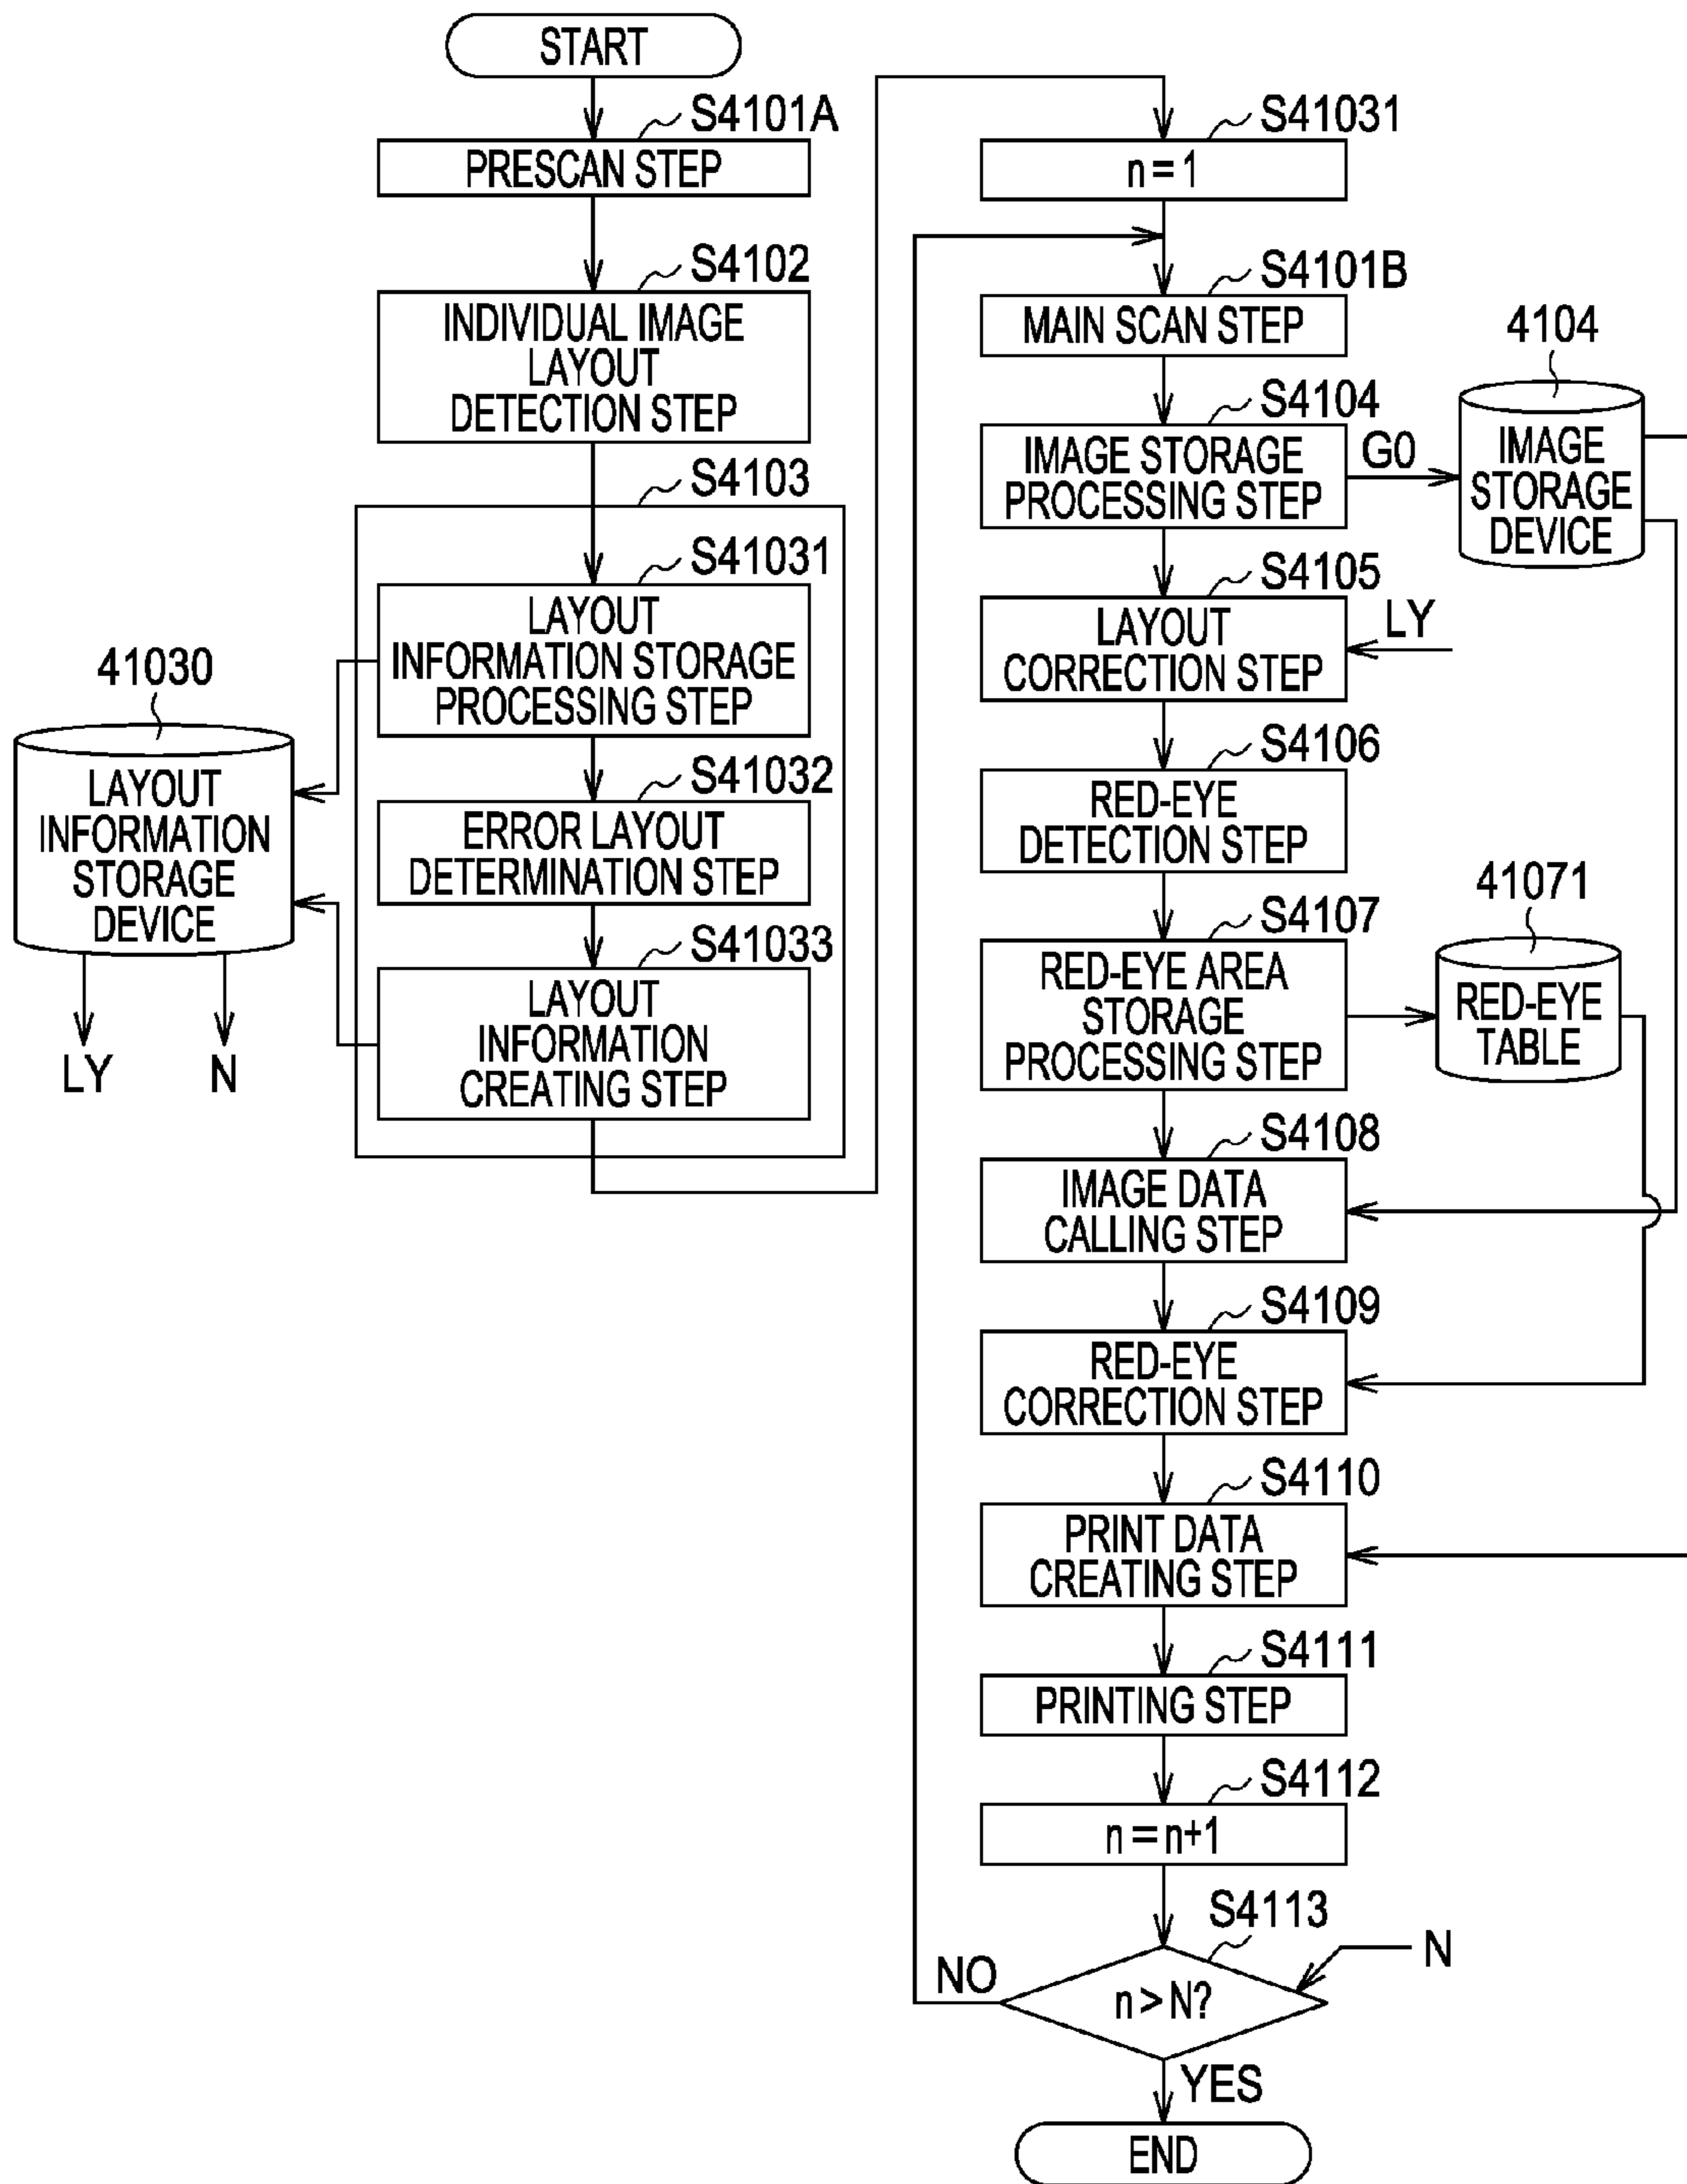 START
S4101A
PRESCAN STEP
S4102
INDIVIDUAL IMAGE
LAYOUT
DETECTION STEP
S4103
S41031
LAYOUT
INFORMATION STORAGE
PROCESSING STEP
41030
LAYOUT
INFORMATION
STORAGE
DEVICE
LY
N
S41032
ERROR LAYOUT
DETERMINATION STEP
S41033
LAYOUT
INFORMATION
CREATING STEP
S41031
n = 1
S4101B
MAIN SCAN STEP
S4104
IMAGE STORAGE
PROCESSING STEP
G0
4104
IMAGE
STORAGE
DEVICE
S4105
LAYOUT
CORRECTION STEP
LY
S4106
RED-EYE
DETECTION STEP
S4107
RED-EYE AREA
STORAGE
PROCESSING STEP
41071
RED-EYE
TABLE
S4108
IMAGE DATA
CALLING STEP
S4109
RED-EYE
CORRECTION STEP
S4110
PRINT DATA
CREATING STEP
S4111
PRINTING STEP
S4112
n = n+1
S4113
n > N?
N
NO
YES
END